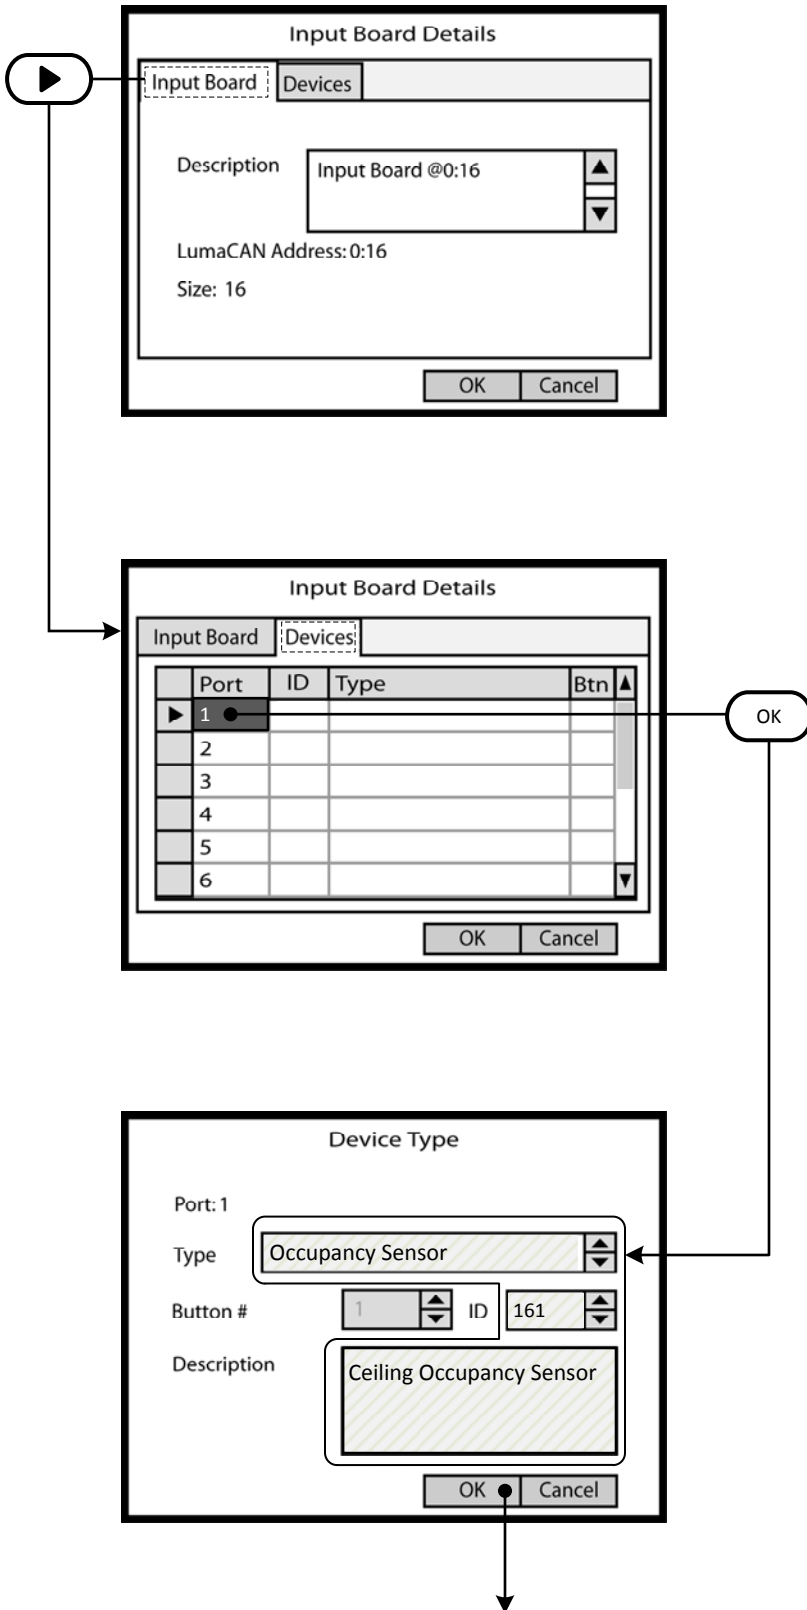 Input Board Details
Input Board Devices
Description Input Board @0:16
LumaCAN Address: 0:16
Size: 16
OK Cancel
Input Board Details
Input Board Devices
Port ID Type Btn
1
OK
2
3
4
5
6
OK Cancel
Device Type
Port: 1
Type Occupancy Sensor
Button # 1 ID 161
Description Ceiling Occupancy Sensor
OK Cancel